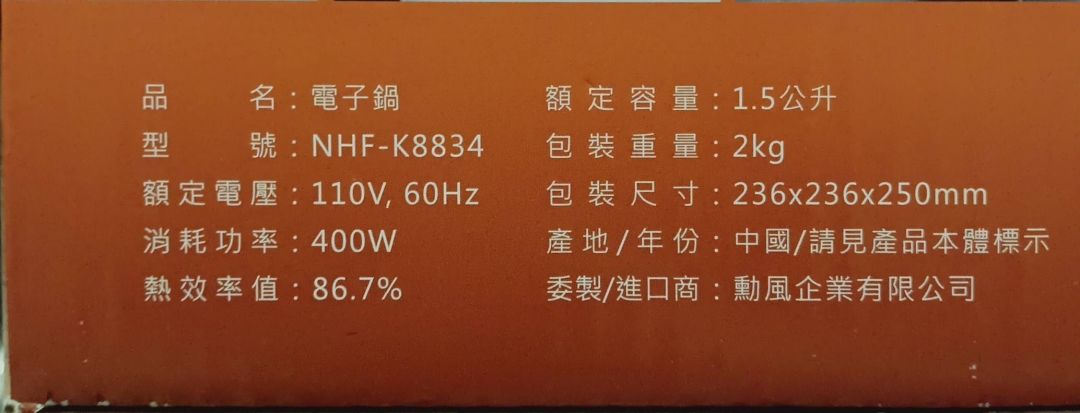 品名：電子鍋
型號：NHF-K8834
額定電壓：110V, 60Hz
消耗功率：400W
熱效率值：86.7%
額定容量：1.5公升
包裝重量：2kg
包裝尺寸：236x236x250mm
產地/年份：中國/請見產品本體標示
委製/進口商：勳風企業有限公司